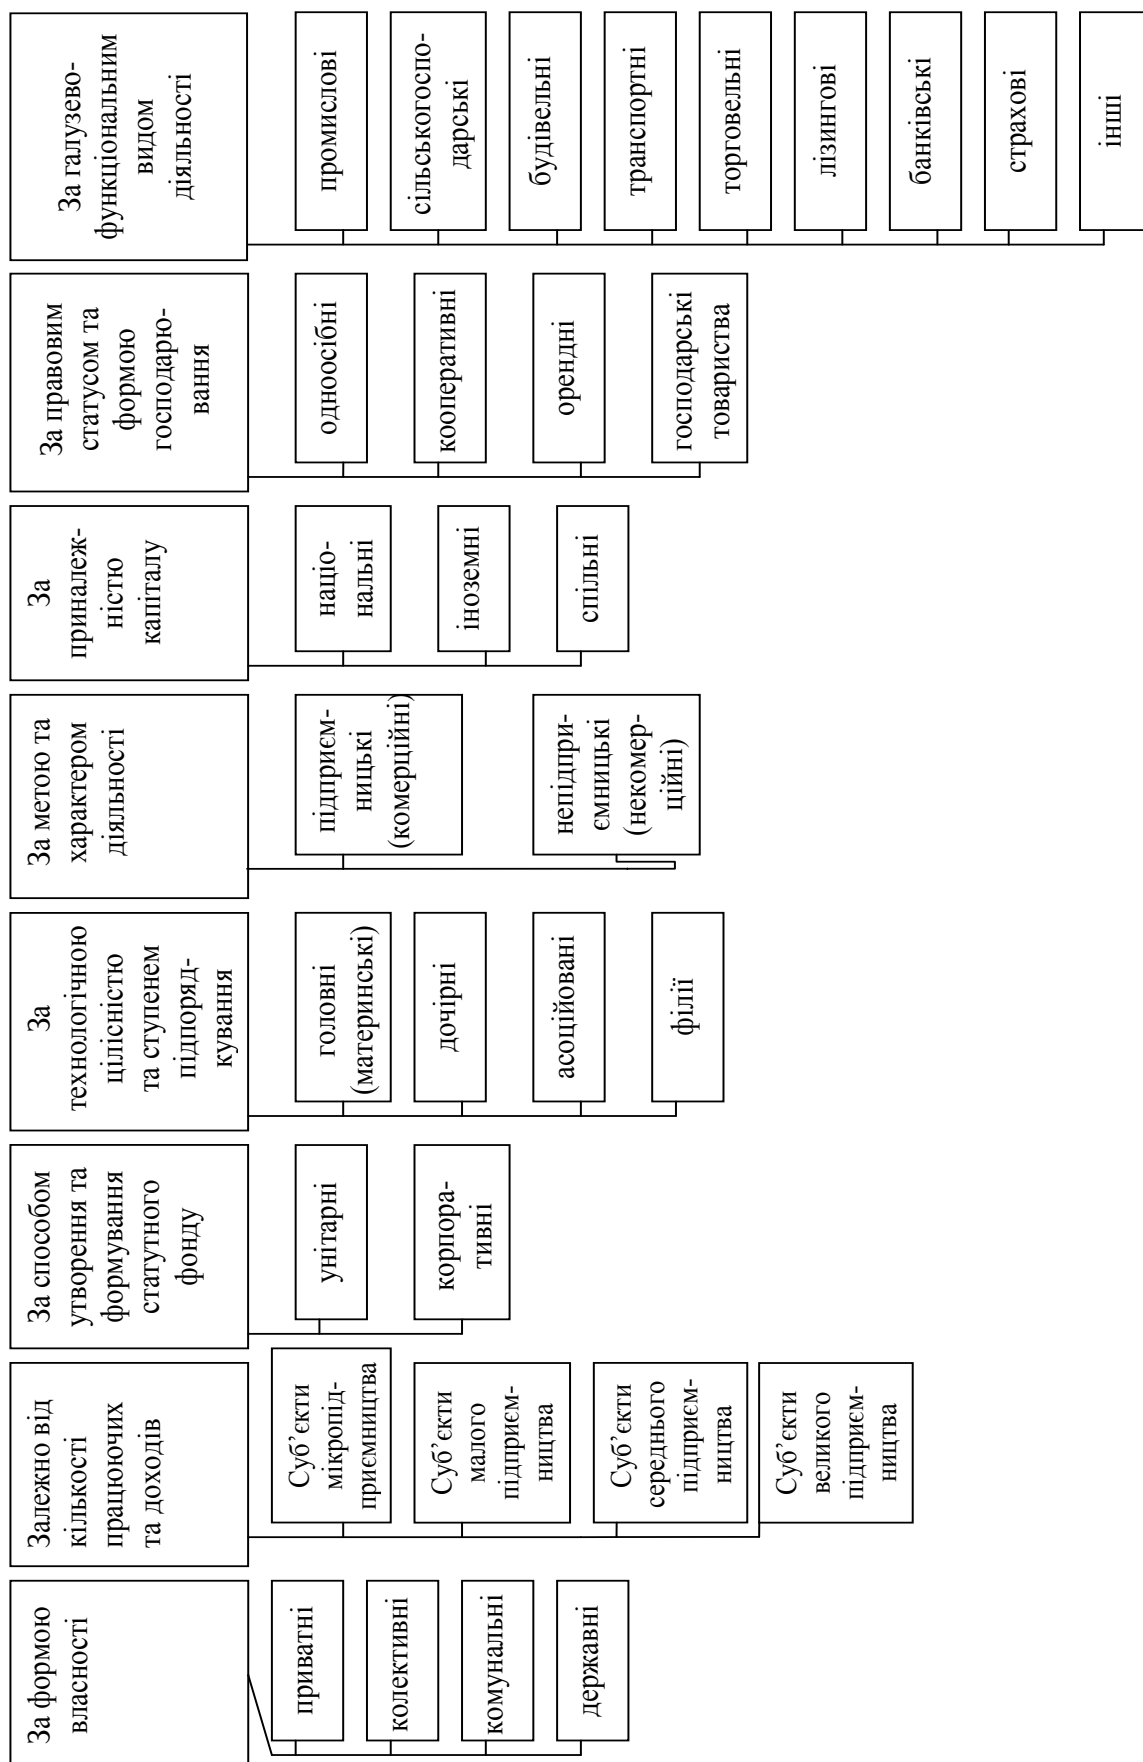 За формою
власності
приватні
колективні
комунальні
державні
Залежно від
кількості
працюючих
та доходів
Суб’єкти
мікропід-
приємництва
Суб’єкти
малого
підприєм-
ництва
Суб’єкти
середнього
підприєм-
ництва
Суб’єкти
великого
підприєм-
ництва
За способом
утворення та
формування
статутного
фонду
унітарні
корпора-
тивні
За
технологічною
цілісністю
та ступенем
підпоряд-
кування
головні
(материнські)
дочірні
асоційовані
філії
За метою та
характером
діяльності
підприєм-
ницькі
(комерційні)
непідпри-
ємницькі
(некомер-
ційні)
За
приналеж-
ністю
капіталу
націо-
нальні
іноземні
спільні
За правовим
статусом та
формою
господарю-
вання
одноосібні
кооперативні
орендні
господарські
товариства
За галузево-
функціональним
видом
діяльності
промислові
сільськогоспо-
дарські
будівельні
транспортні
торговельні
лізингові
банківські
страхові
інші